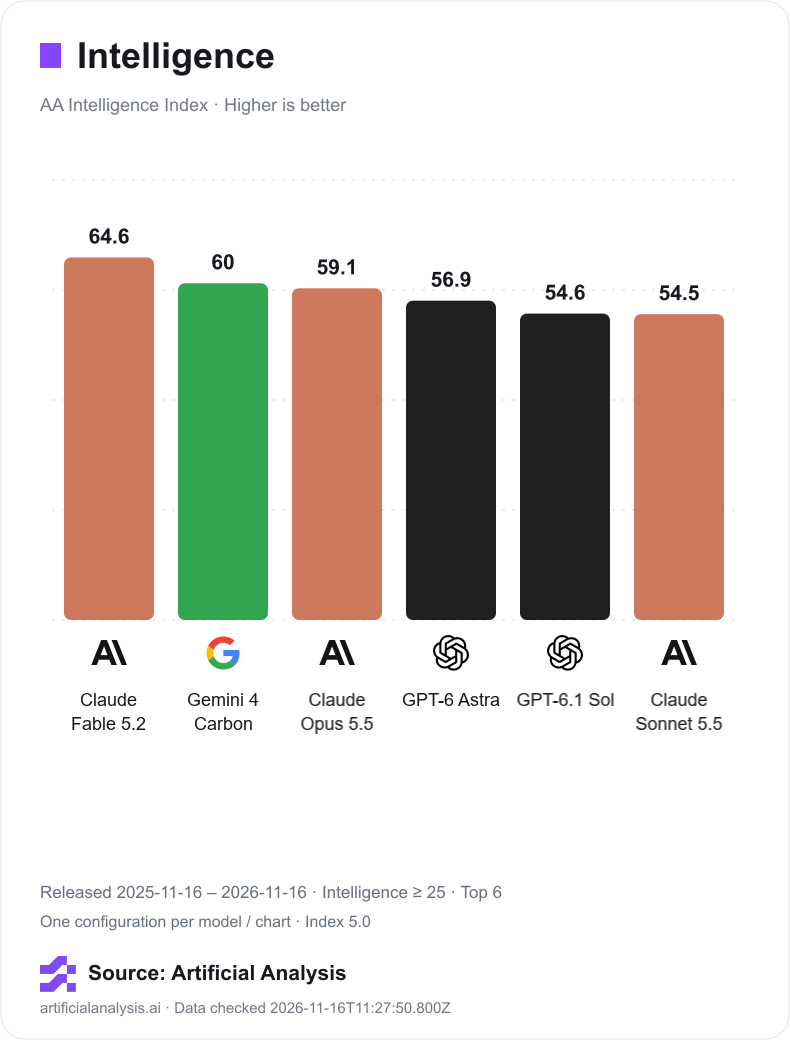 Intelligence
AA Intelligence Index · Higher is better
64.6
60
59.1
56.9
54.6
54.5
Claude
Fable 5.2
Gemini 4
Carbon
Claude
Opus 5.5
GPT-6 Astra
GPT-6.1 Sol
Claude
Sonnet 5.5
Released 2025-11-16 – 2026-11-16 · Intelligence ≥ 25 · Top 6
One configuration per model / chart · Index 5.0
Source: Artificial Analysis
artificialanalysis.ai · Data checked 2026-11-16T11:27:50.800Z